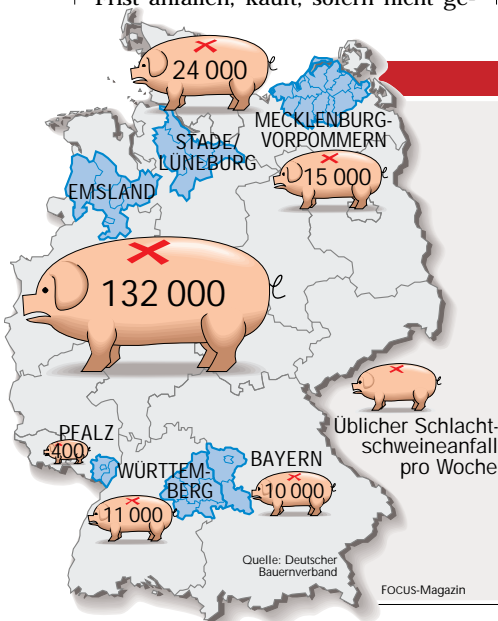 Frist anfallen, kauft, sofern nicht ge-
24 000
MECKLENBURG-
VORPOMMERN
STADE/
LÜNEBURG
15 000
EMSLAND
132 000
Üblicher Schlacht-
schweineanfall
pro Woche
PFALZ
400
WÜRTTEM-
BERG
BAYERN
10 000
11 000
Quelle: Deutscher
Bauernverband
FOCUS-Magazin